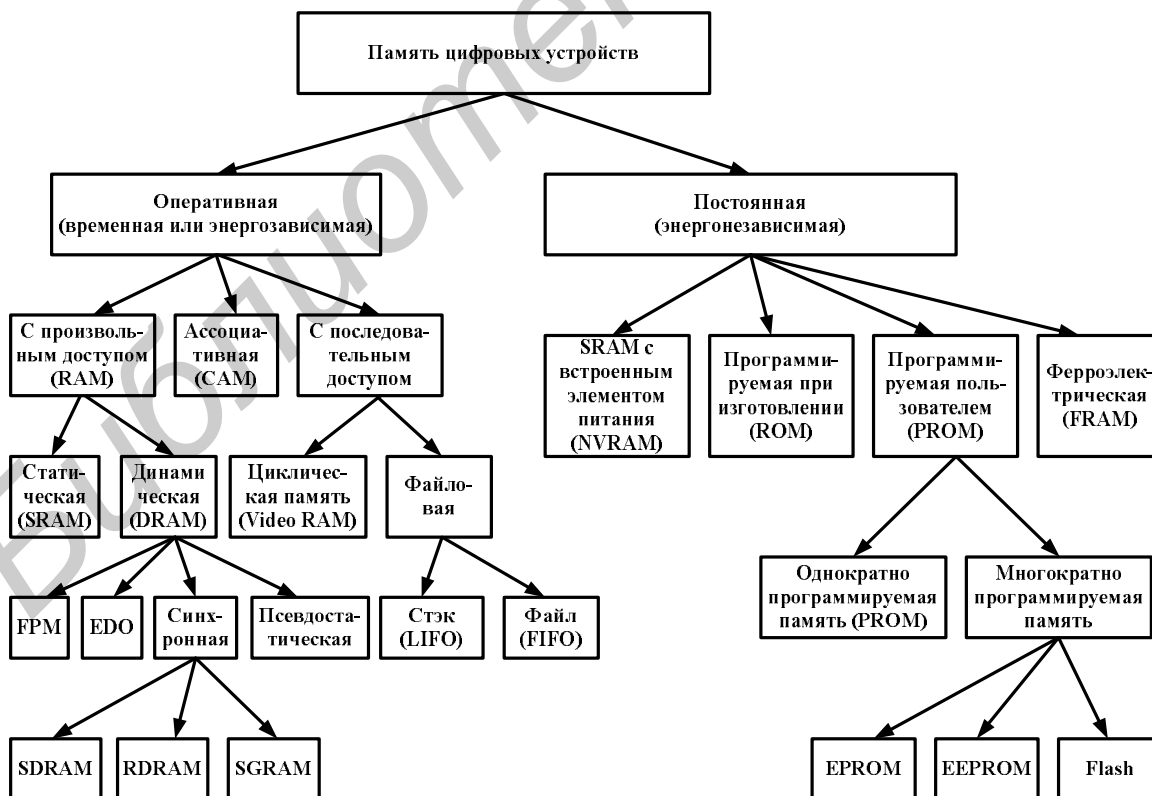 Память цифровых устройств
Оперативная
(временная или энергозависимая)
Постоянная
(энергонезависимая)
С произволь-
ным доступом
(RAM)
Ассоциа-
тивная
(CAM)
С последова-
тельным
доступом
SRAM с
встроенным
элементом
питания
(NVRAM)
Программи-
руемая при
изготовлении
(ROM)
Программи-
руемая поль-
зователем
(PROM)
Ферроэлек-
трическая
(FRAM)
Стати-
ческая
(SRAM)
Динами
ческая
(DRAM)
Цикличес-
кая память
(Video RAM)
Файло-
вая
Однократно
программируемая
память (PROM)
Многократно
программируемая
память
FPM
EDO
Синх-
ронная
Псевдоста-
тическая
Стэк
(LIFO)
Файл
(FIFO)
SDRAM
RDRAM
SGRAM
EPROM
EEPROM
Flash
Библиоте